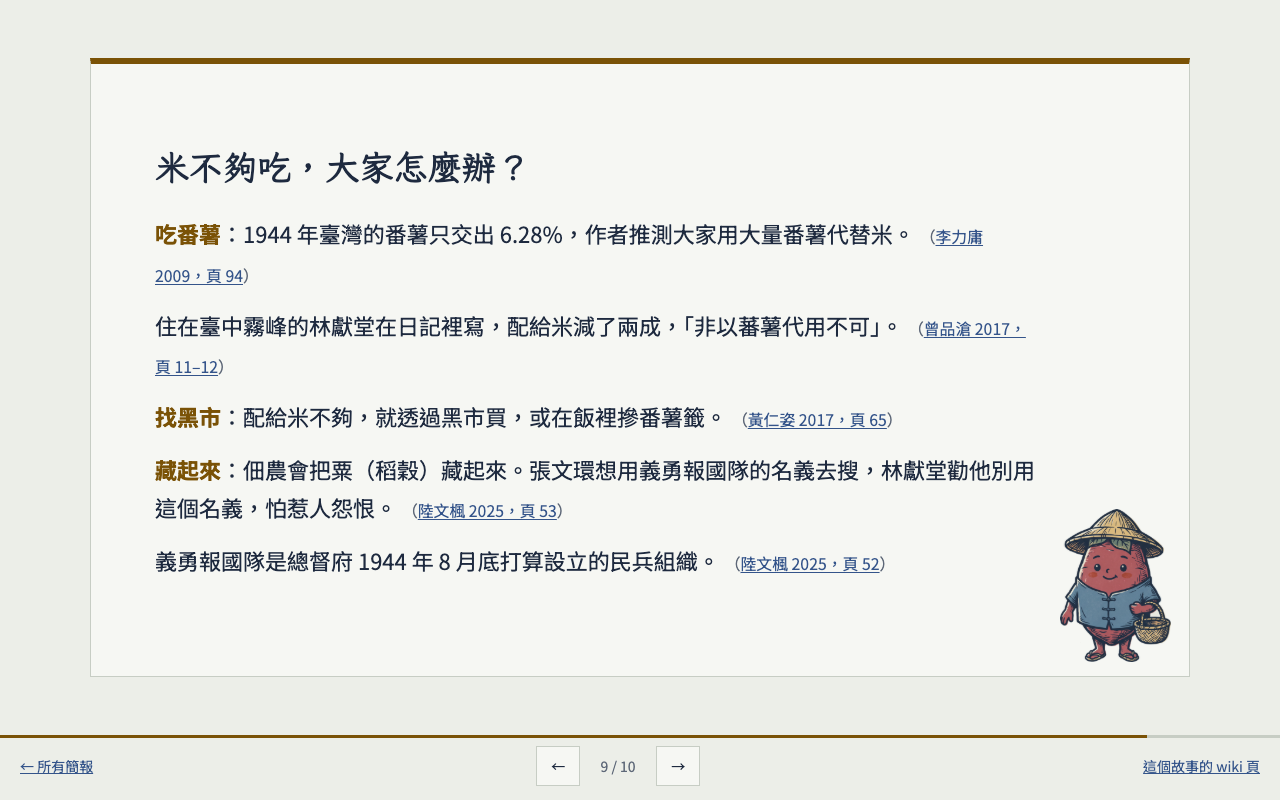 米不夠吃，大家怎麼辦？
吃番薯：1944 年臺灣的番薯只交出 6.28%，作者推測大家用大量番薯代替米。（李力庸
2009，頁 94）
住在臺中霧峰的林獻堂在日記裡寫，配給米減了兩成，「非以蕃薯代用不可」。（曾品滄 2017，
頁 11–12）
找黑市：配給米不夠，就透過黑市買，或在飯裡摻番薯籤。（黃仁姿 2017，頁 65）
藏起來：佃農會把粟（稻穀）藏起來。張文環想用義勇報國隊的名義去搜，林獻堂勸他別用
這個名義，怕惹人怨恨。（陸文楓 2025，頁 53）
義勇報國隊是總督府 1944 年 8 月底打算設立的民兵組織。（陸文楓 2025，頁 52）
← 所有簡報
←
9 / 10
→
這個故事的 wiki 頁